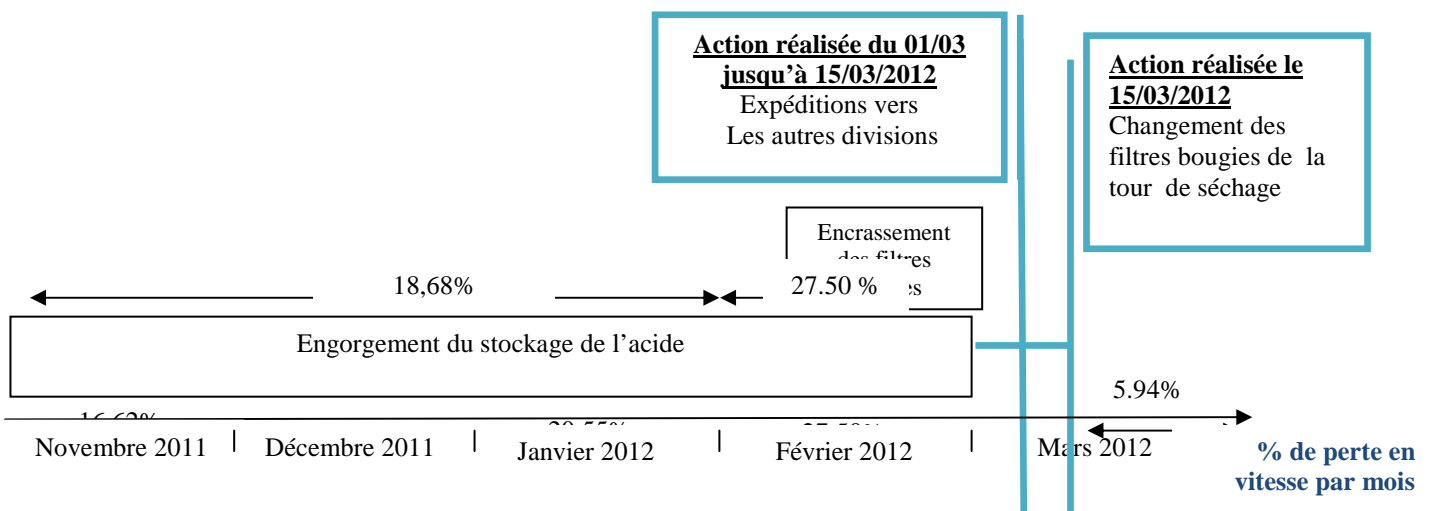 Action réalisée du 01/03
jusqu’à 15/03/2012
Expéditions vers
Les autres divisions
Action réalisée le
15/03/2012
Changement des
filtres bougies de la
tour de séchage
Encrassement
des filtres
18,68%
27.50 %
Engorgement du stockage de l’acide
5.94%
Novembre 2011
Décembre 2011
Janvier 2012
Février 2012
Mars 2012
% de perte en
vitesse par mois